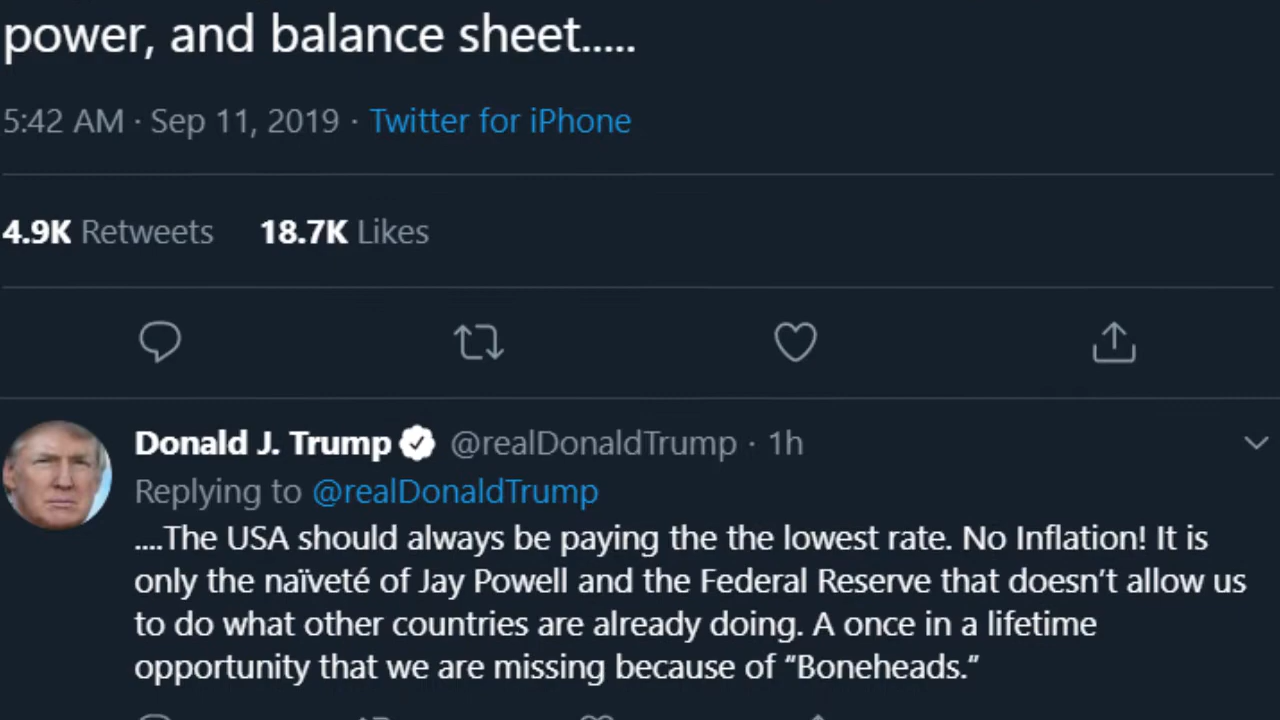 power, and balance sheet.....
5:42 AM · Sep 11, 2019 · Twitter for iPhone
4.9K Retweets 18.7K Likes
Donald J. Trump @realDonaldTrump · 1h
Replying to @realDonaldTrump
....The USA should always be paying the the lowest rate. No Inflation! It is
only the naïveté of Jay Powell and the Federal Reserve that doesn’t allow us
to do what other countries are already doing. A once in a lifetime
opportunity that we are missing because of “Boneheads.”